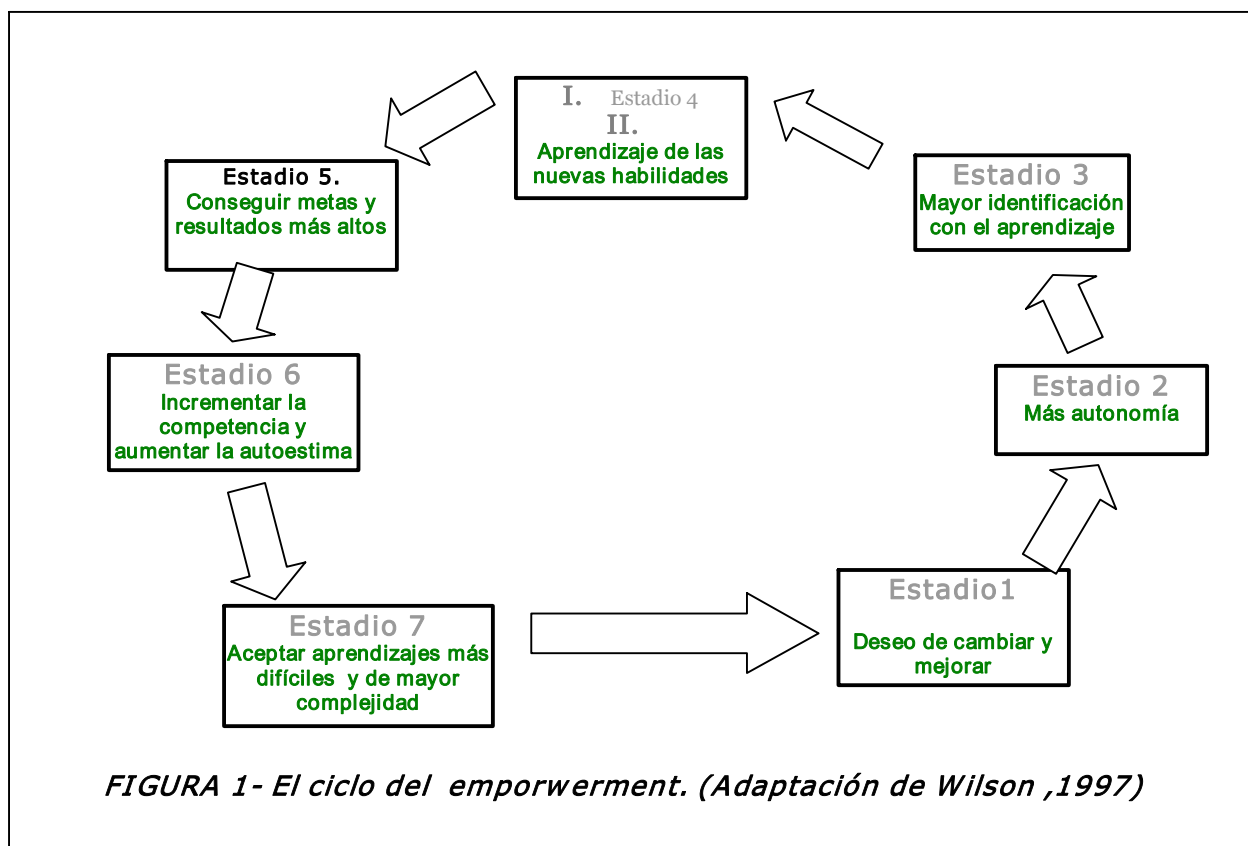 I. Estadio 4
II.
Aprendizaje de las
nuevas habilidades
Estadio 5.
Conseguir metas y
resultados más altos
Estadio 3
Mayor identificación
con el aprendizaje
Estadio 6
Incrementar la
competencia y
aumentar la autoestima
Estadio 2
Más autonomía
Estadio 7
Aceptar aprendizajes más
difíciles y de mayor
complejidad
Estadio1
Deseo de cambiar y
mejorar
FIGURA 1- El ciclo del emporwerment. (Adaptación de Wilson ,1997)